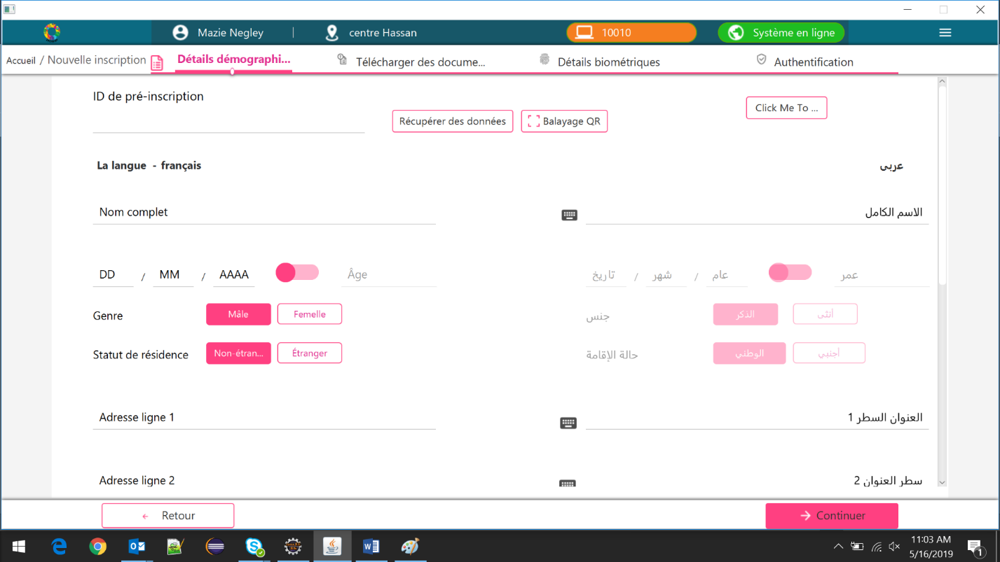 Mazie Negley | centre Hassan 10010 Système en ligne
Accueil / Nouvelle inscription Détails démographi... Télécharger des docume... Détails biométriques Authentification
ID de pré-inscription
Click Me To ...
Récupérer des données Balayage QR
La langue - français عربى
Nom complet الاسم الكامل
DD / MM / AAAA Âge تاريخ / شهر / عام عمر
Genre Mâle Femelle جنس الذكر أنثى
Statut de résidence Non-étran... Étranger حالة الإقامة الوطني أجنبي
Adresse ligne 1 العنوان السطر 1
Adresse ligne 2 سطر العنوان 2
← Retour → Continuer
11:03 AM
5/16/2019
1